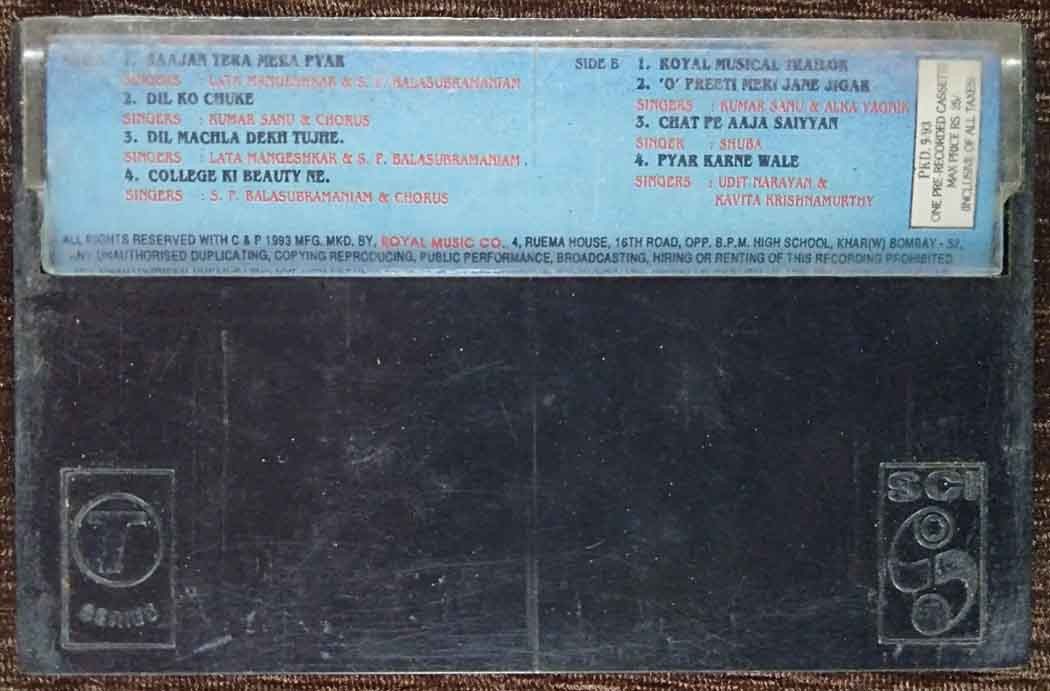 1. SAAJAN TERA MERA PYAR
SINGERS : LATA MANGESHKAR & S. P. BALASUBRAMANIAM
2. DIL KO CHUKE
SINGERS : KUMAR SANU & CHORUS
3. DIL MACHLA DEKH TUJHE.
SINGERS : LATA MANGESHKAR & S. P. BALASUBRAMANIAM.
4. COLLEGE KI BEAUTY NE.
SINGERS : S. P. BALASUBRAMANIAM & CHORUS
SIDE B 1. ROYAL MUSICAL TRAILOR
2. 'O' PREETI MERI JANE JIGAR
SINGERS : KUMAR SANU & ALKA YAGNIK
3. CHAT PE AAJA SAIYYAN
SINGER : SHUBA
4. PYAR KARNE WALE
SINGERS : UDIT NARAYAN &
KAVITA KRISHNAMURTHY
PKD. 9/93
ONE PRE-RECORDED CASSETTE
MAX PRICE RS. 25/
(INCLUSIVE OF ALL TAXES)
ALL RIGHTS RESERVED WITH C & P 1993 MFG. MKD. BY, ROYAL MUSIC CO., 4, RUEMA HOUSE, 16TH ROAD, OPP. B.P.M. HIGH SCHOOL, KHAR(W) BOMBAY - 52,
ANY UNAUTHORISED DUPLICATING, COPYING REPRODUCING, PUBLIC PERFORMANCE, BROADCASTING, HIRING OR RENTING OF THIS RECORDING PROHIBITED
T
SERIES
SCI